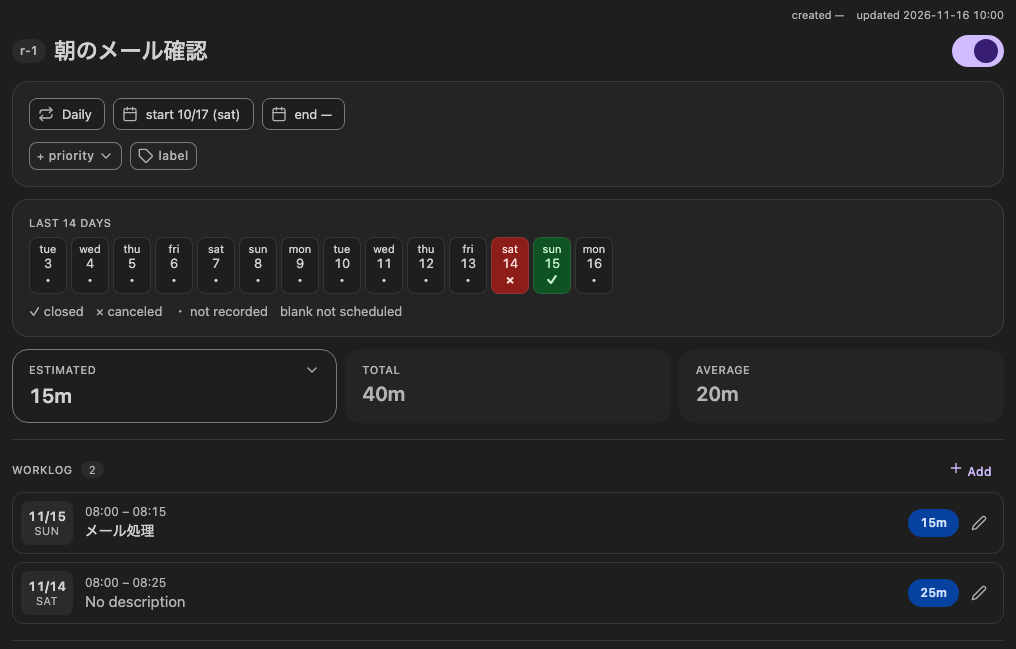 created — updated 2026-11-16 10:00
r-1 朝のメール確認
Daily start 10/17 (sat) end —
+ priority label
LAST 14 DAYS
tue wed thu fri sat sun mon tue wed thu fri sat sun mon
3 4 5 6 7 8 9 10 11 12 13 14 15 16
• • • • • • • • • • • × ✓ •
✓ closed × canceled • not recorded blank not scheduled
ESTIMATED TOTAL AVERAGE
15m 40m 20m
WORKLOG 2 + Add
11/15 SUN 08:00 – 08:15
メール処理 15m
11/14 SAT 08:00 – 08:25
No description 25m